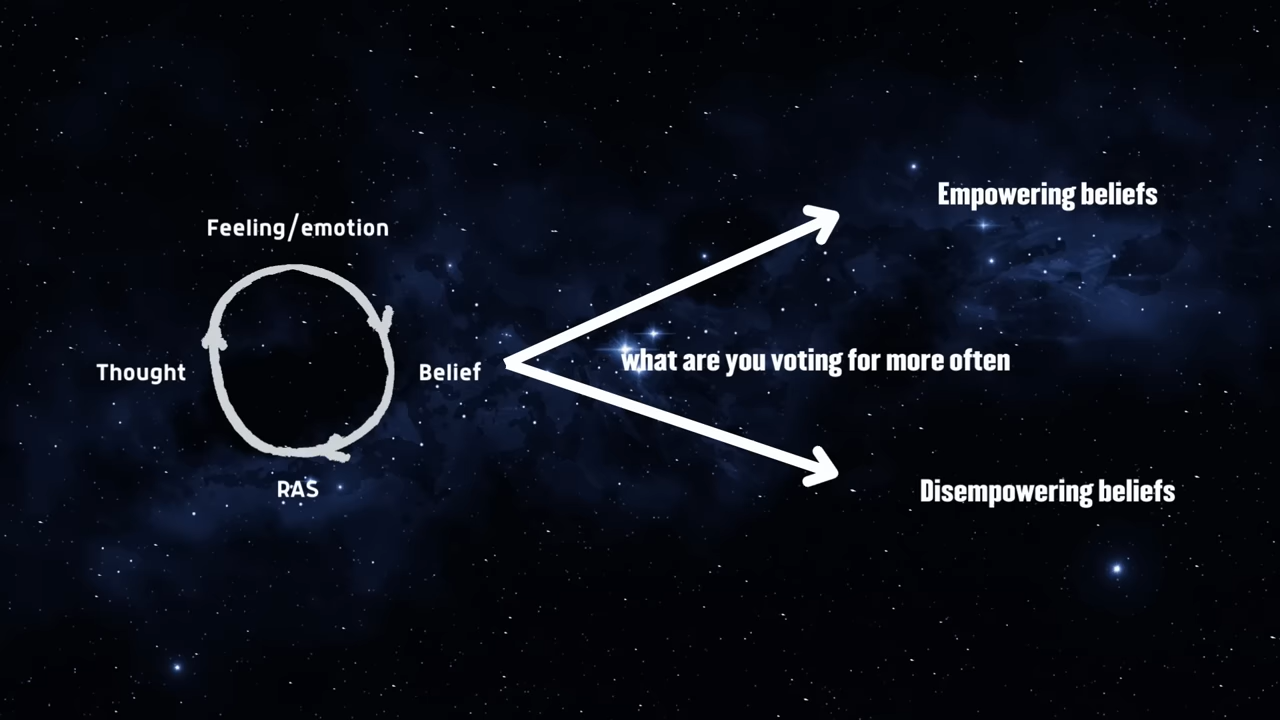 Feeling/emotion
Thought
Belief
RAS
Empowering beliefs
what are you voting for more often
Disempowering beliefs